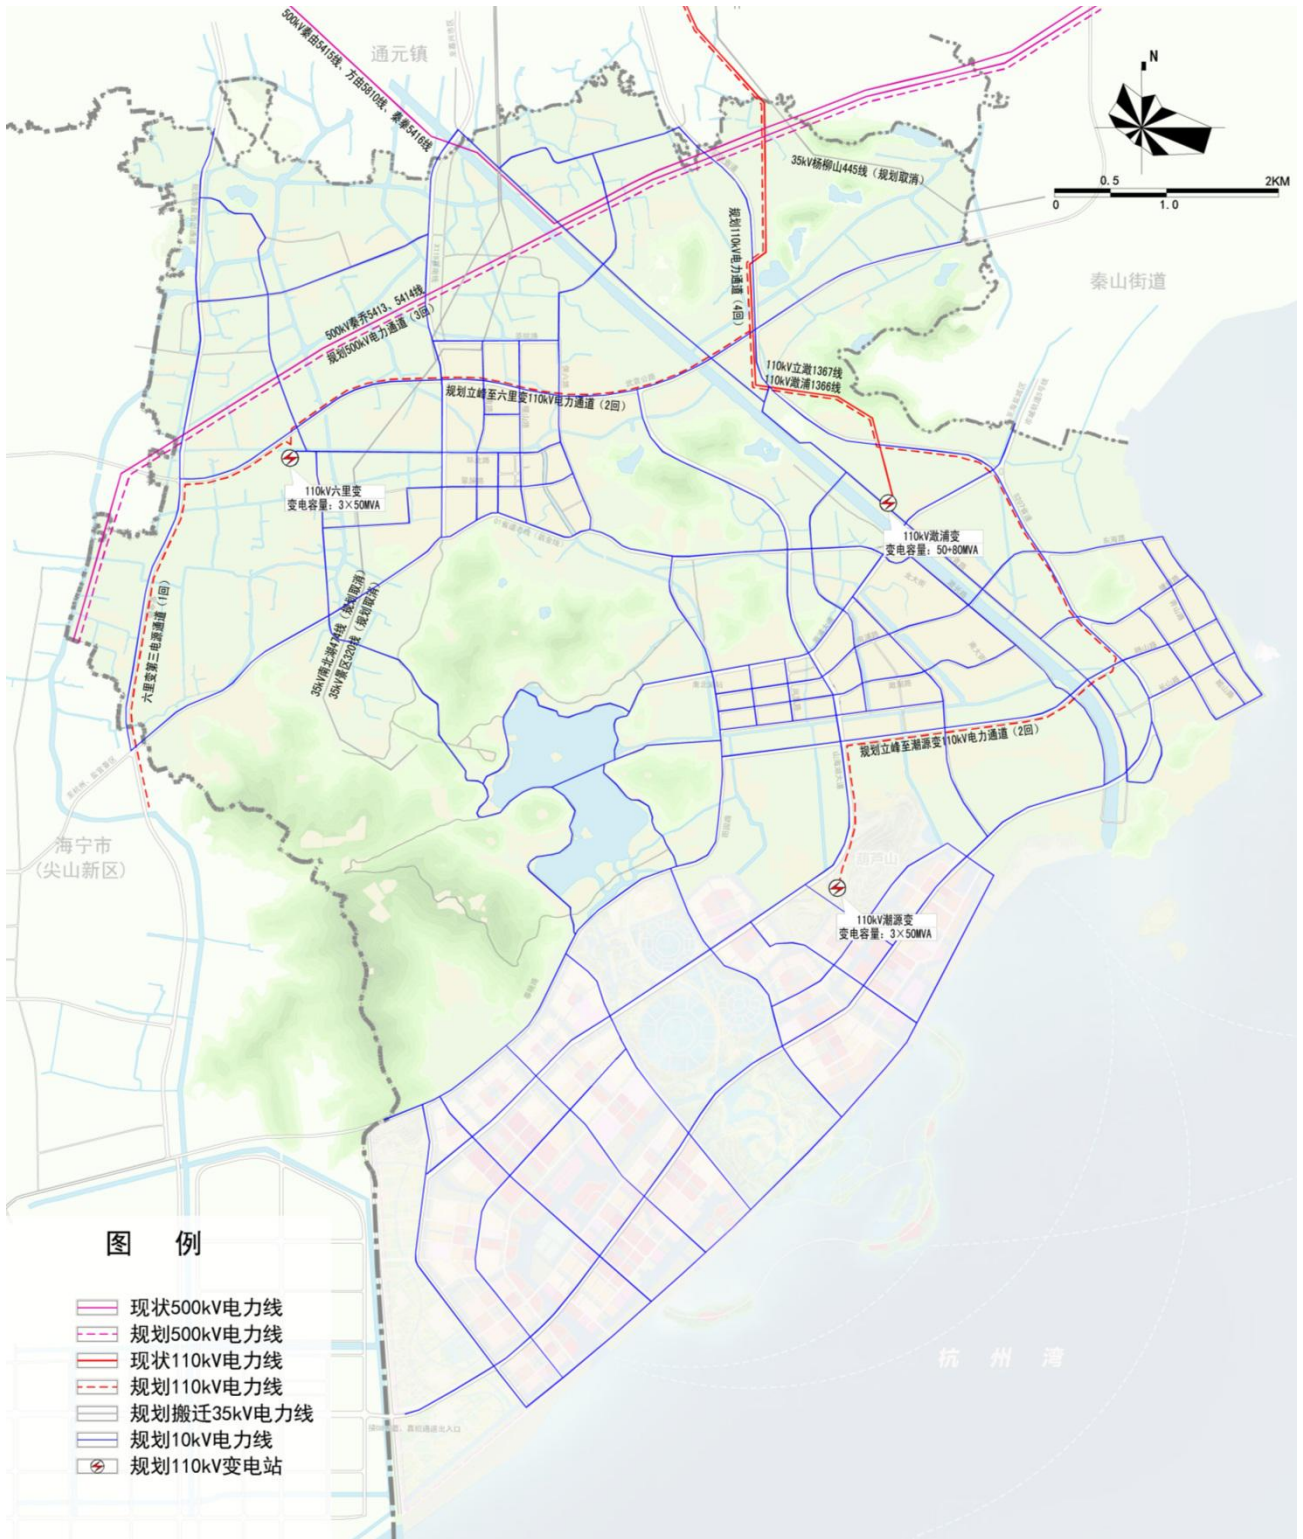 通元镇
N
500kV秦由5415线、方由5810线、秦拳5416线
35kV杨柳山445线（规划取消）
0.5
2KM
0
1.0
规划110kV电力通道（4回）
秦山街道
500kV秦乔5413、5414线
规划500kV电力通道（3回）
110kV立澉1367线
110kV澉浦1366线
规划立峰至六里变110kV电力通道（2回）
110kV六里变
变电容量：3×50MVA
110kV澉浦变
变电容量：50+80MVA
六里变第三电源通道（1回）
35kV南北湖474线（规划取消）
35kV景区3209线（规划取消）
规划立峰至潮源变110kV电力通道（2回）
山海湖大道
海宁市
(尖山新区)
葫芦山
110kV潮源变
变电容量：3×50MVA
杭州湾
图 例
现状500kV电力线
规划500kV电力线
现状110kV电力线
规划110kV电力线
规划搬迁35kV电力线
规划10kV电力线
规划110kV变电站